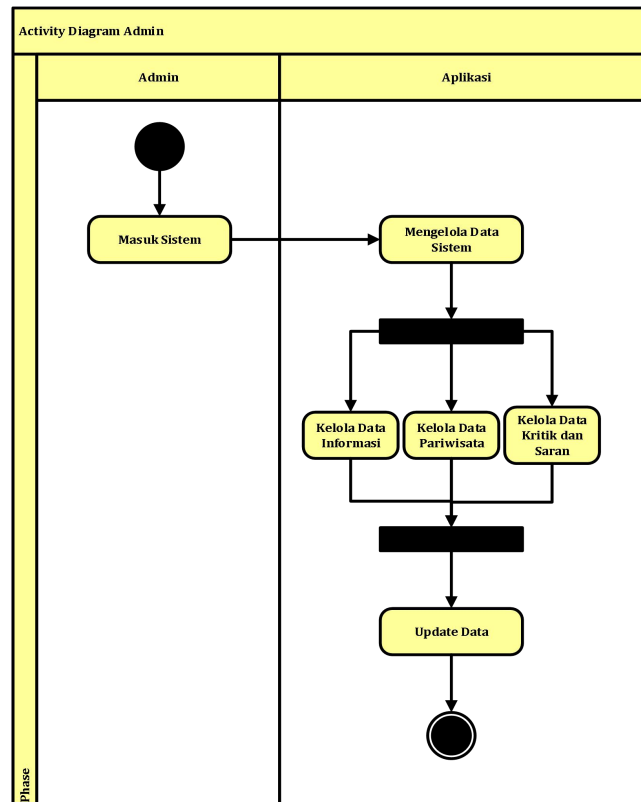 Activity Diagram Admin
Admin
Aplikasi
Masuk Sistem
Mengelola Data
Sistem
Kelola Data
Informasi
Kelola Data
Pariwisata
Kelola Data
Kritik dan
Saran
Update Data
Phase